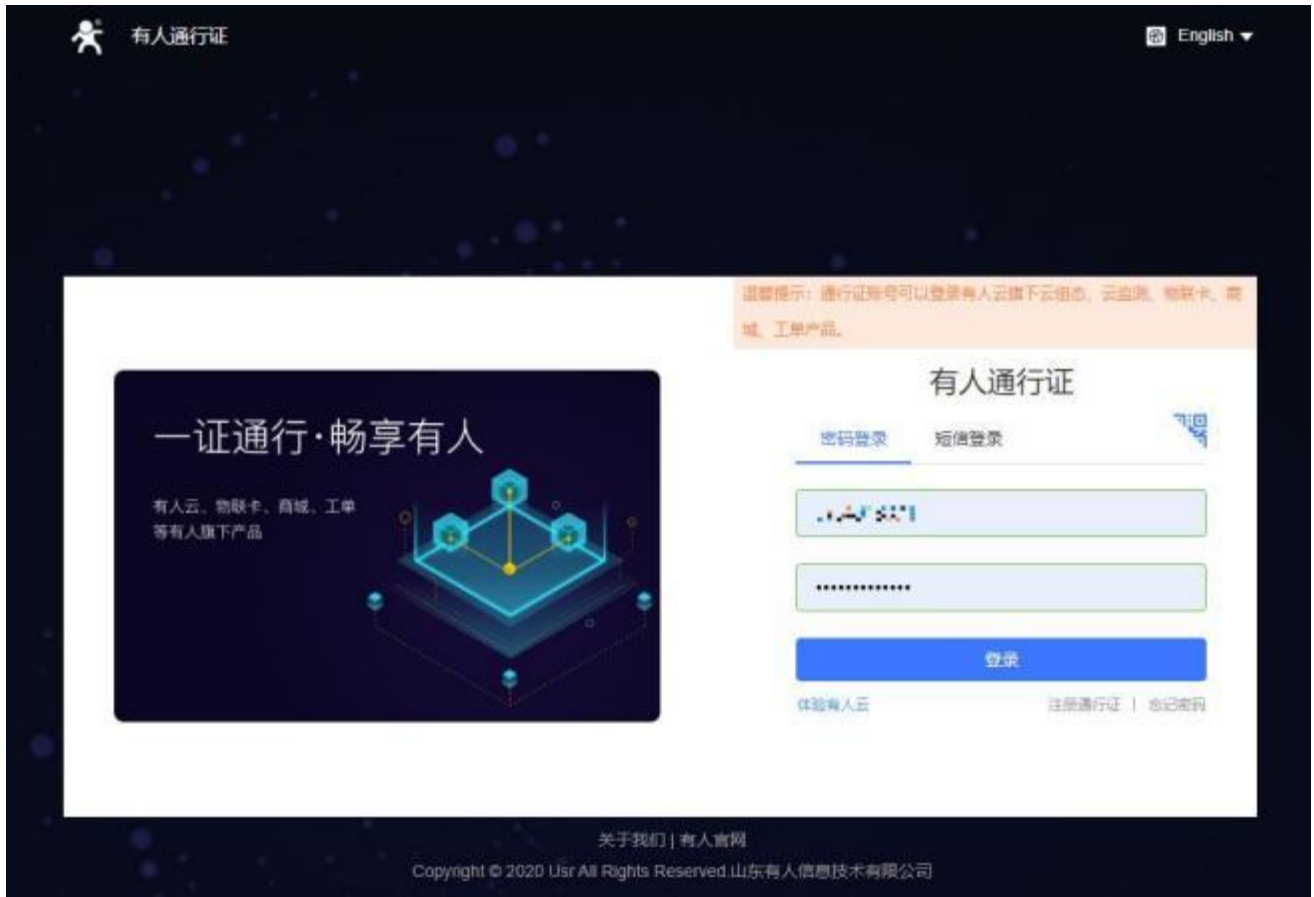 有人通行证
English
温馨提示：通行证账号可以登录有人云旗下云组态、云监测、物联卡、商
城、工单产品。
有人通行证
密码登录 短信登录
一证通行·畅享有人
有人云、物联卡、商城、工单
等有人旗下产品
•••••••••••••
登录
体验有人云
注册通行证 | 忘记密码
关于我们 | 有人官网
Copyright © 2020 Usr All Rights Reserved.山东有人信息技术有限公司